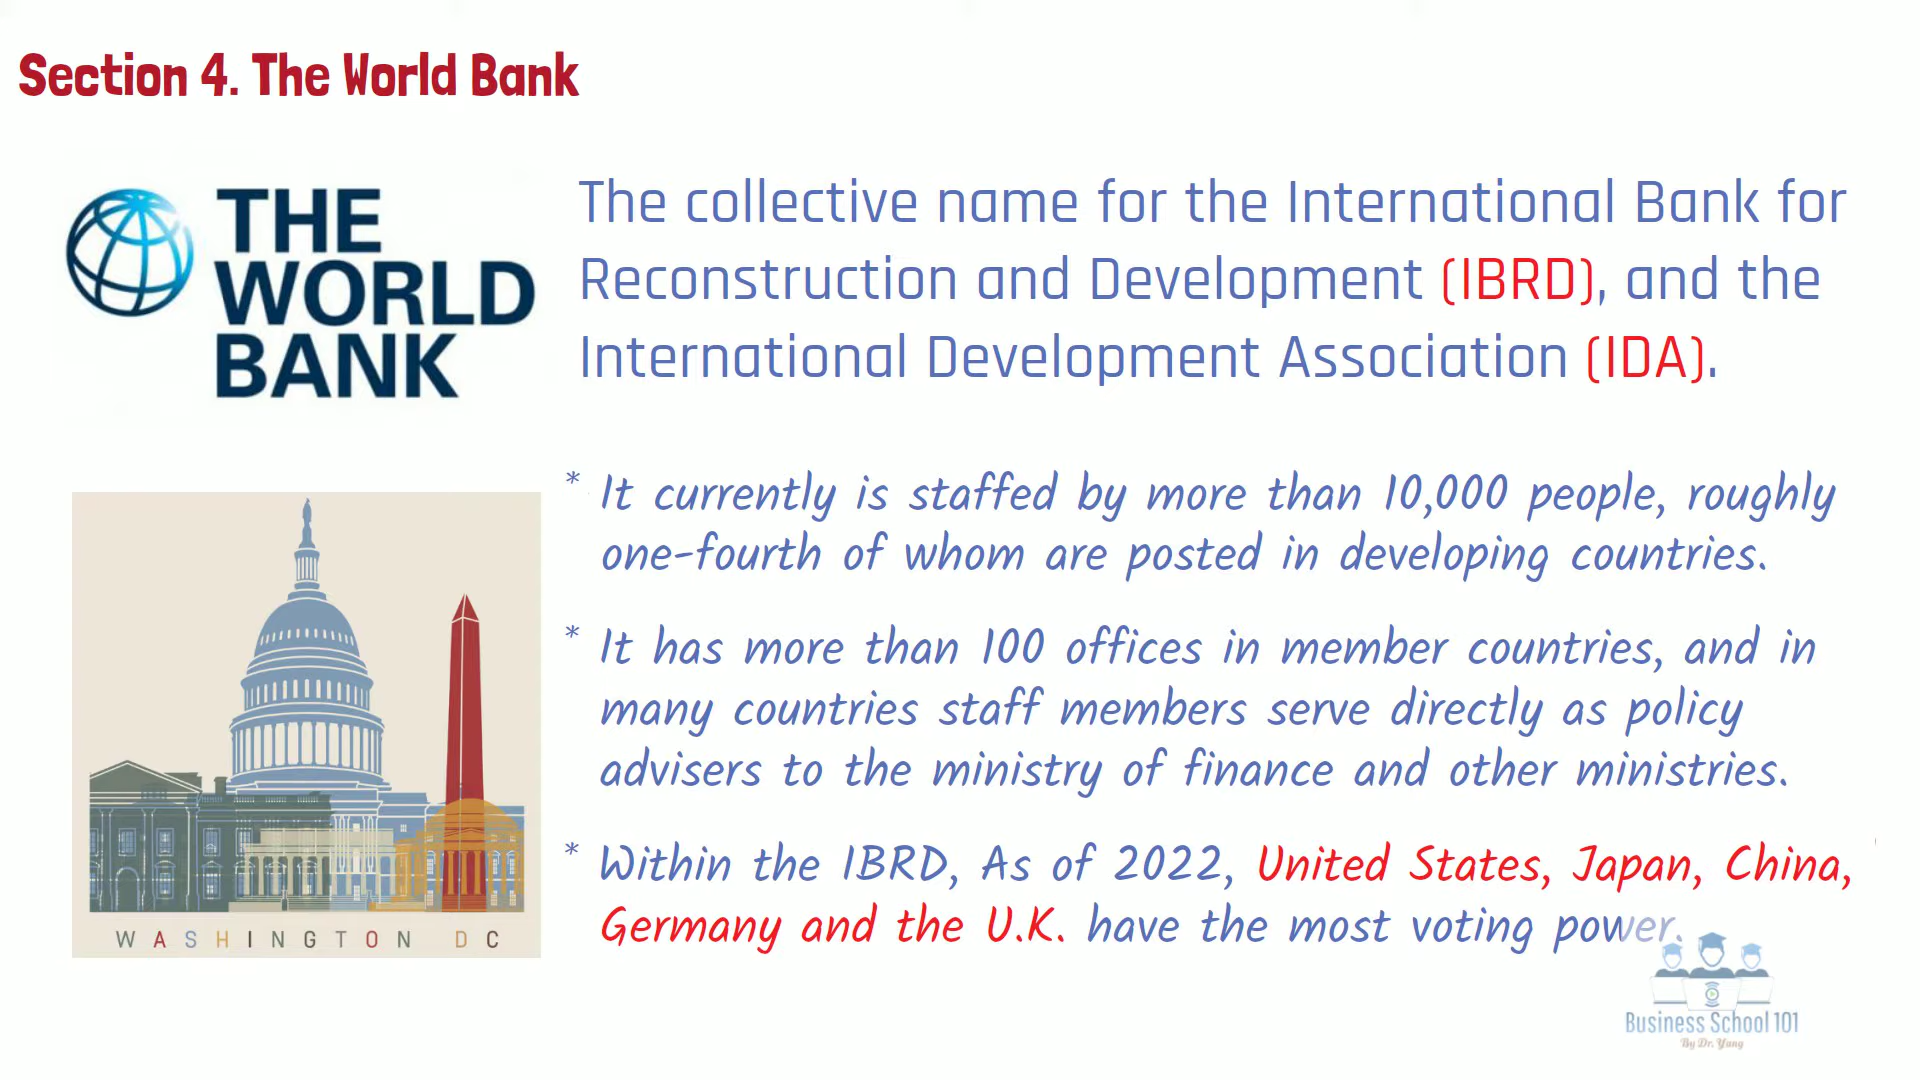 Section 4. The World Bank
THE
WORLD
BANK
The collective name for the International Bank for
Reconstruction and Development (IBRD), and the
International Development Association (IDA).
* It currently is staffed by more than 10,000 people, roughly
one-fourth of whom are posted in developing countries.
* It has more than 100 offices in member countries, and in
many countries staff members serve directly as policy
advisers to the ministry of finance and other ministries.
* Within the IBRD, As of 2022, United States, Japan, China,
Germany and the U.K. have the most voting power.
WASHINGTON DC
Business School 101
By Dr. Yang